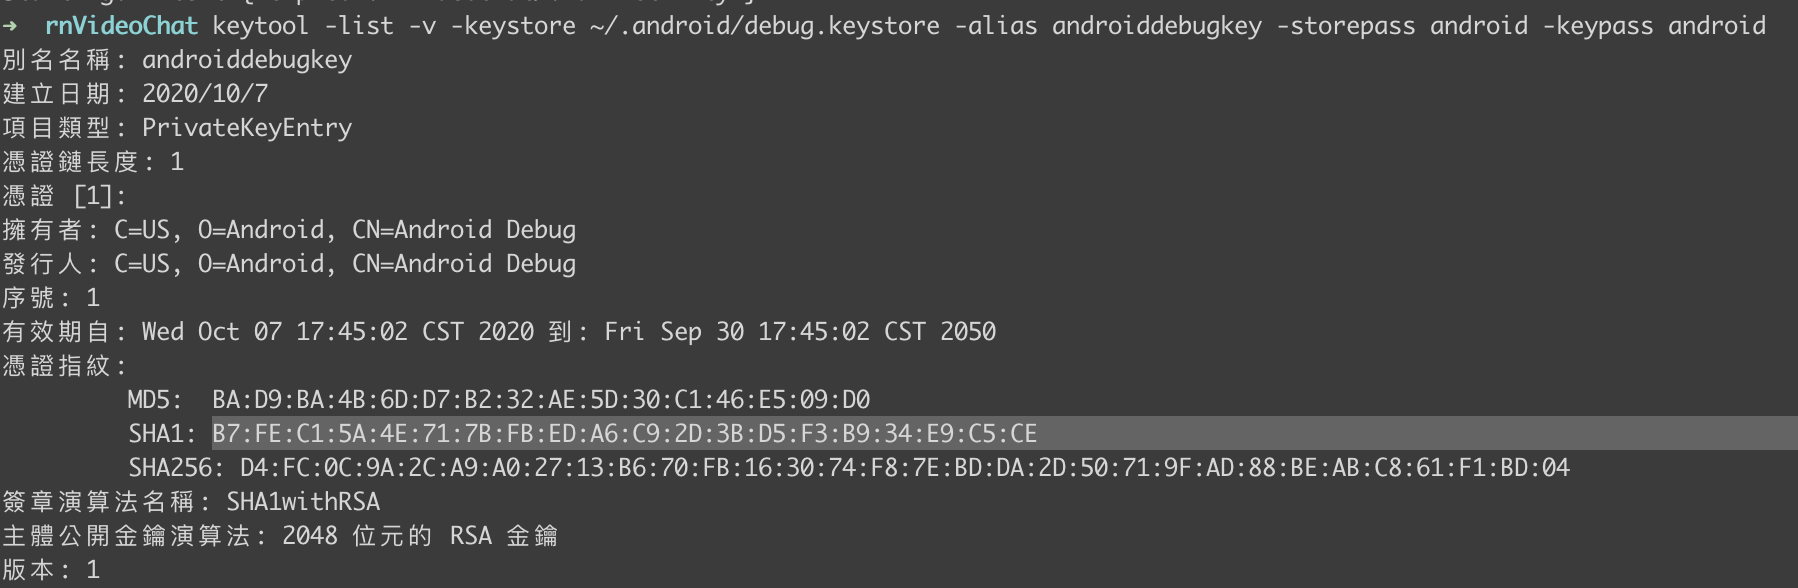 ➜ rnVideoChat keytool -list -v -keystore ~/.android/debug.keystore -alias androiddebugkey -storepass android -keypass android
別名名稱: androiddebugkey
建立日期: 2020/10/7
項目類型: PrivateKeyEntry
憑證鏈長度: 1
憑證 [1]:
擁有者: C=US, O=Android, CN=Android Debug
發行人: C=US, O=Android, CN=Android Debug
序號: 1
有效期自: Wed Oct 07 17:45:02 CST 2020 到: Fri Sep 30 17:45:02 CST 2050
憑證指紋:
MD5: BA:D9:BA:4B:6D:D7:B2:32:AE:5D:30:C1:46:E5:09:D0
SHA1: B7:FE:C1:5A:4E:71:7B:FB:ED:A6:C9:2D:3B:D5:F3:B9:34:E9:C5:CE
SHA256: D4:FC:0C:9A:2C:A9:A0:27:13:B6:70:FB:16:30:74:F8:7E:BD:DA:2D:50:71:9F:AD:88:BE:AB:C8:61:F1:BD:04
簽章演算法名稱: SHA1withRSA
主體公開金鑰演算法: 2048 位元的 RSA 金鑰
版本: 1